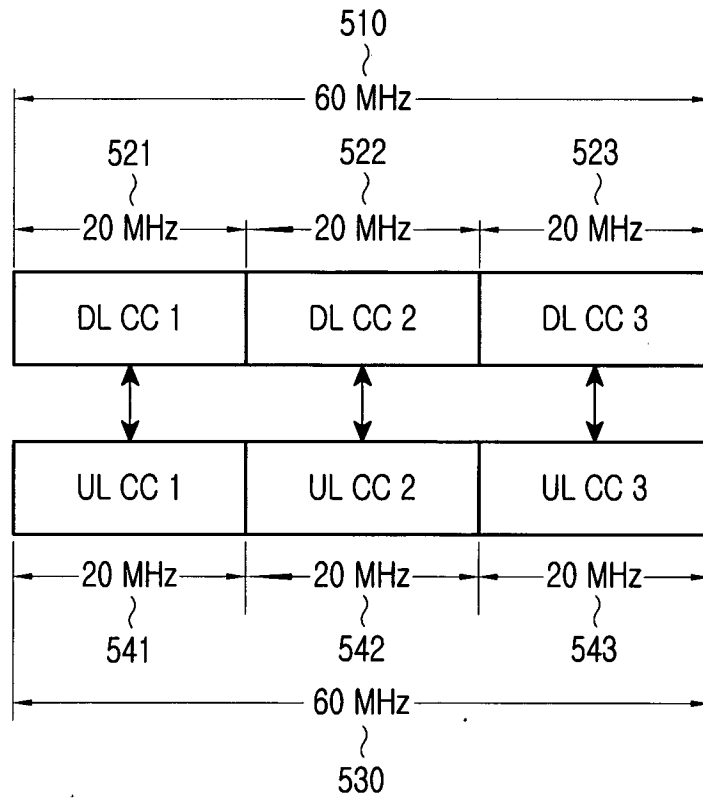 510
60 MHz
521 522 523
20 MHz 20 MHz 20 MHz
DL CC 1 DL CC 2 DL CC 3
UL CC 1 UL CC 2 UL CC 3
20 MHz 20 MHz 20 MHz
541 542 543
60 MHz
530